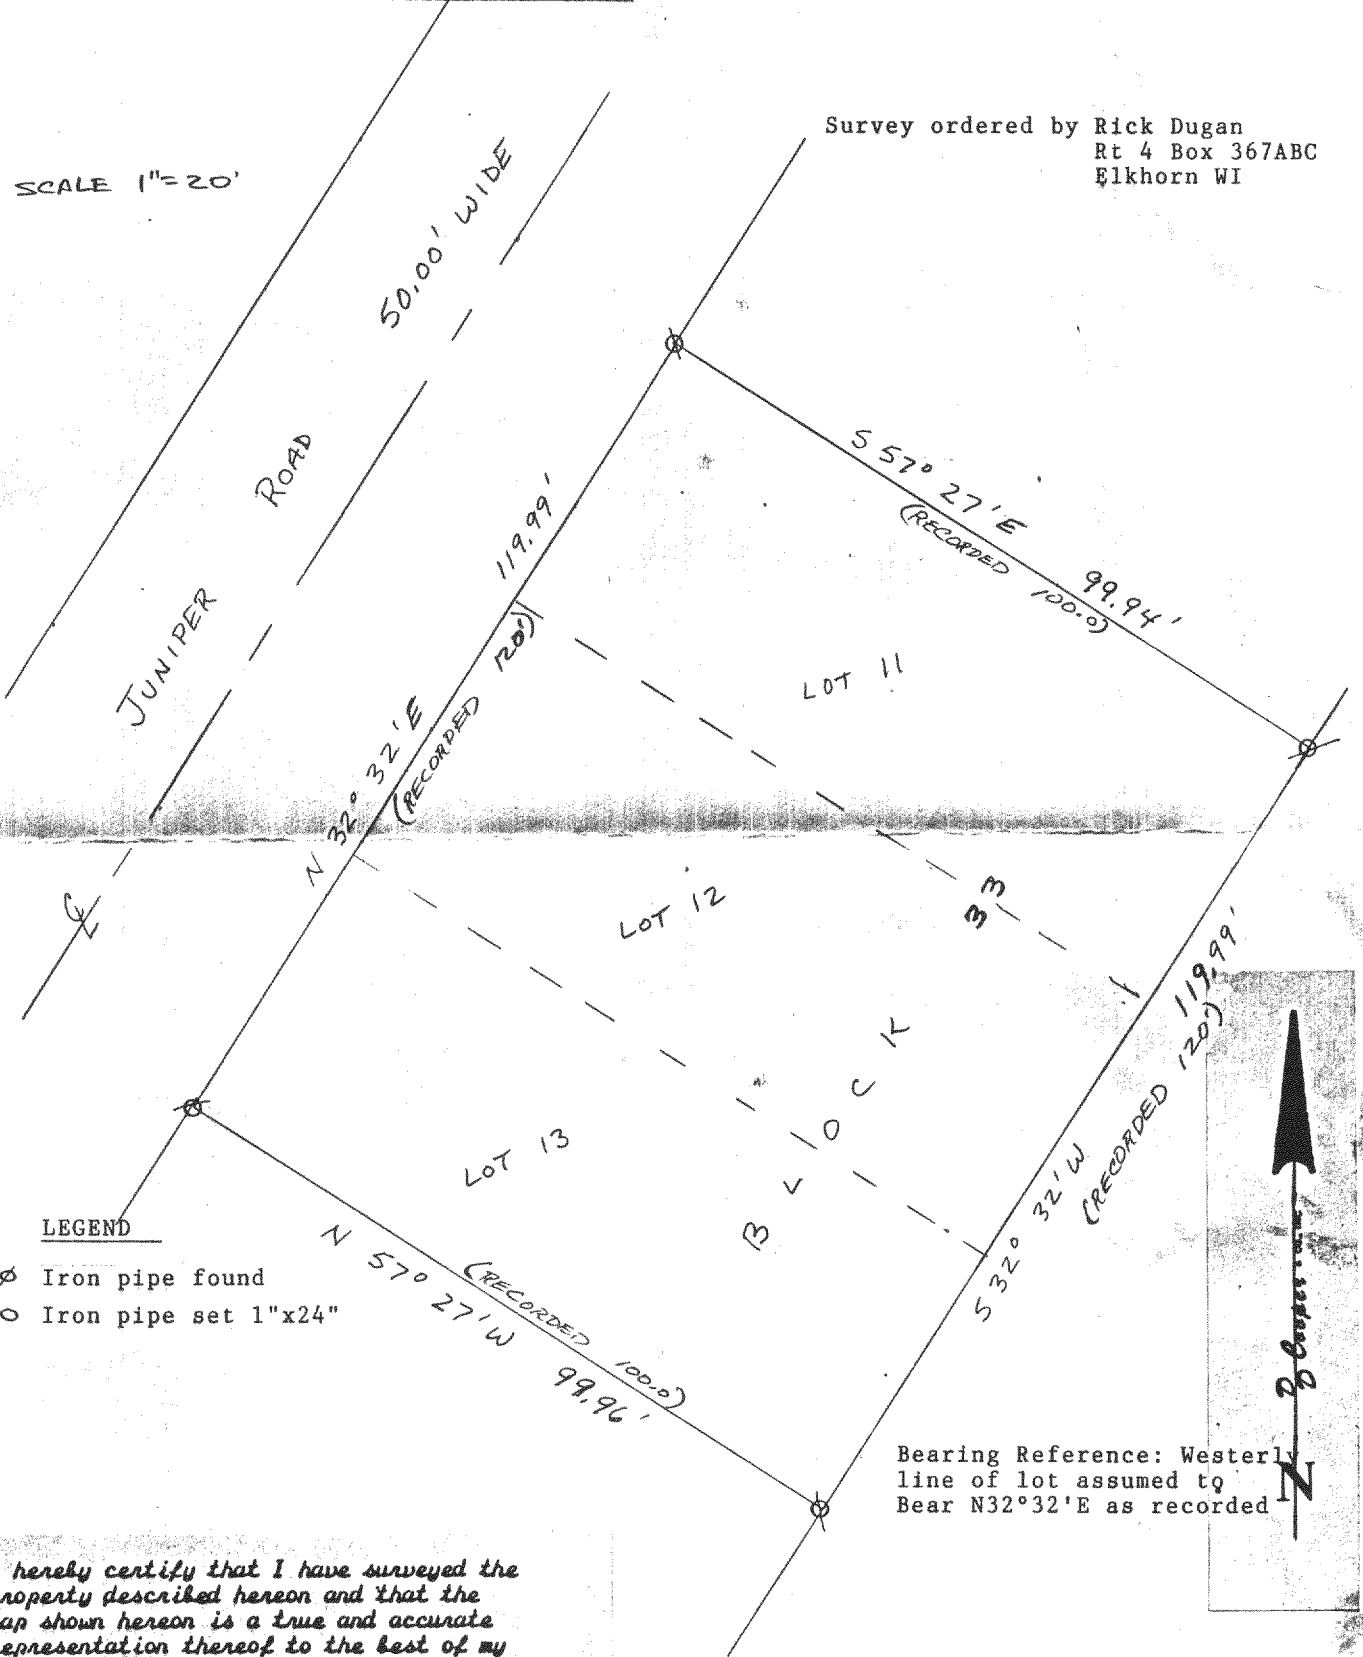 Survey ordered by Rick Dugan
Rt 4 Box 367ABC
Elkhorn WI
SCALE 1"=20'
50.00' WIDE
JUNIPER ROAD
S 57° 27' E 99.94'
(RECORDED 100.0)
N 32° 32' E 119.99'
(RECORDED 120')
LOT 11
LOT 12
LOT 13
BLOCK 33
S 32° 32' W 119.99'
(RECORDED 120')
(RECORDED 100.0)
N 57° 27' W 99.96'
LEGEND
Ø Iron pipe found
O Iron pipe set 1"x24"
N
Bearing Reference: Westerly
line of lot assumed to
Bear N32°32'E as recorded
hereby certify that I have surveyed the
roperty described hereon and that the
ap shown hereon is a true and accurate
epresentation thereof to the best of my